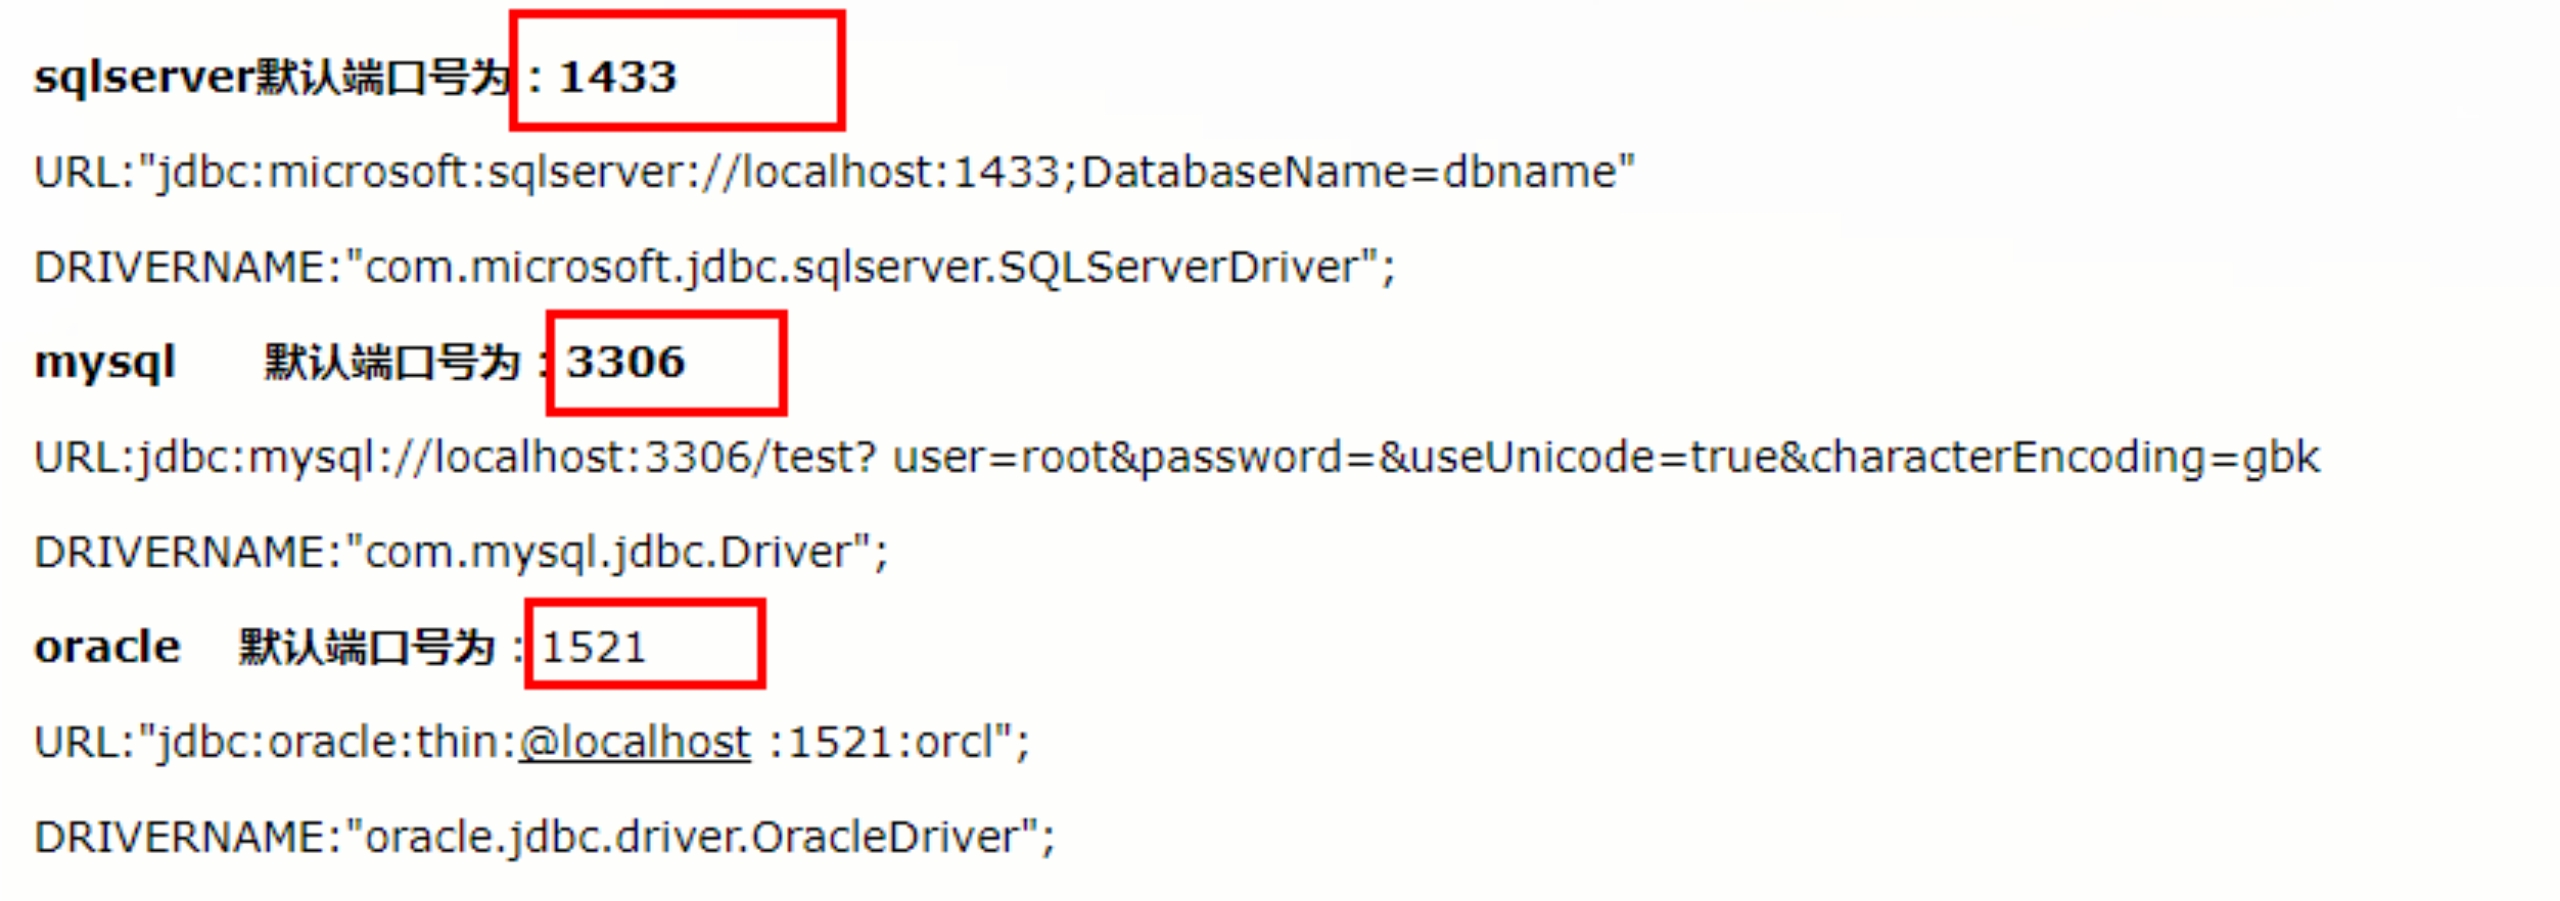 sqlserver默认端口号为：1433
URL:"jdbc:microsoft:sqlserver://localhost:1433;DatabaseName=dbname"
DRIVERNAME:"com.microsoft.jdbc.sqlserver.SQLServerDriver";
mysql 默认端口号为：3306
URL:jdbc:mysql://localhost:3306/test? user=root&password=&useUnicode=true&characterEncoding=gbk
DRIVERNAME:"com.mysql.jdbc.Driver";
oracle 默认端口号为：1521
URL:"jdbc:oracle:thin:@localhost :1521:orcl";
DRIVERNAME:"oracle.jdbc.driver.OracleDriver";